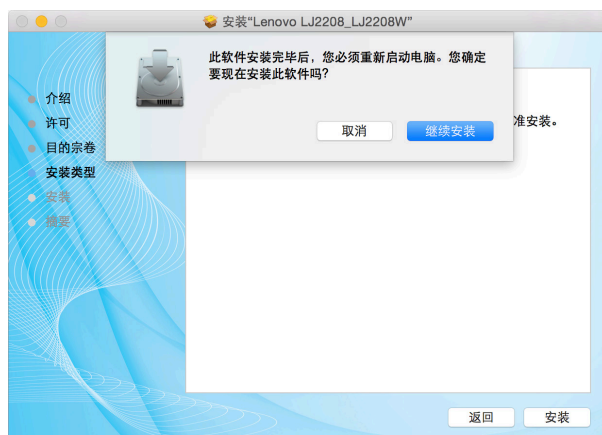 安装“Lenovo LJ2208_LJ2208W”
此软件安装完毕后，您必须重新启动电脑。您确定
要现在安装此软件吗？
取消
继续安装
介绍
许可
目的宗卷
安装类型
安装
摘要
准安装。
返回
安装